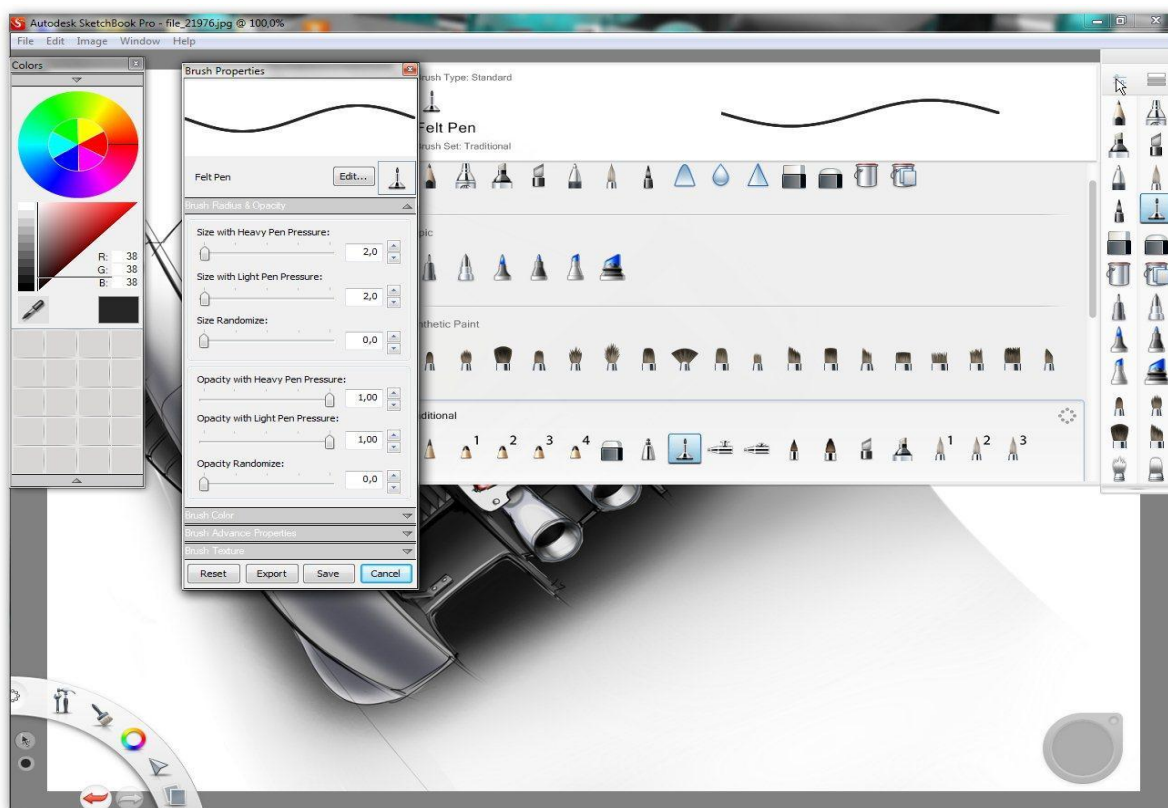 Autodesk SketchBook Pro - file_21976.jpg @ 100,0%
File Edit Image Window Help
Colors
R: 38
G: 38
B: 38
Brush Properties
Felt Pen
Edit...
Brush Radius & Opacity
Size with Heavy Pen Pressure:
2,0
Size with Light Pen Pressure:
2,0
Size Randomize:
0,0
Opacity with Heavy Pen Pressure:
1,00
Opacity with Light Pen Pressure:
1,00
Opacity Randomize:
0,0
Brush Color
Brush Advance Properties
Brush Texture
Reset Export Save Cancel
rush Type: Standard
Felt Pen
rush Set: Traditional
pic
nthetic Paint
ditional
1 2 3 4 1 2 3